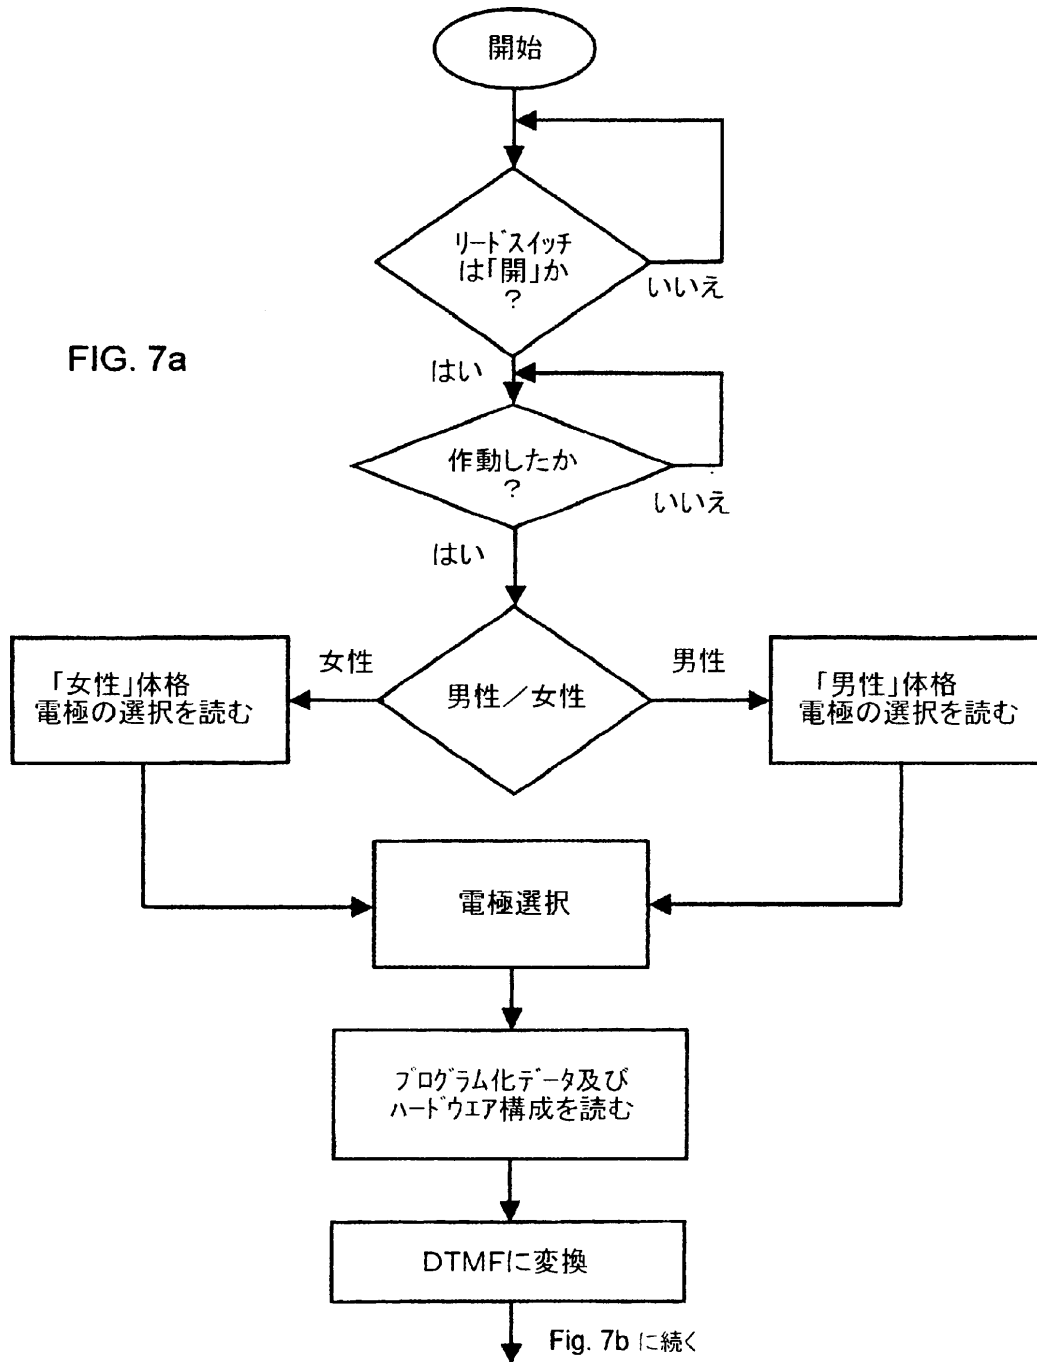 開始
リードスイッチ
は「開」か
?
いいえ
FIG. 7a
はい
作動したか
?
いいえ
はい
女性
男性
「女性」体格
電極の選択を読む
男性／女性
「男性」体格
電極の選択を読む
電極選択
プログラム化データ及び
ハードウエア構成を読む
DTMFに変換
Fig. 7b に続く